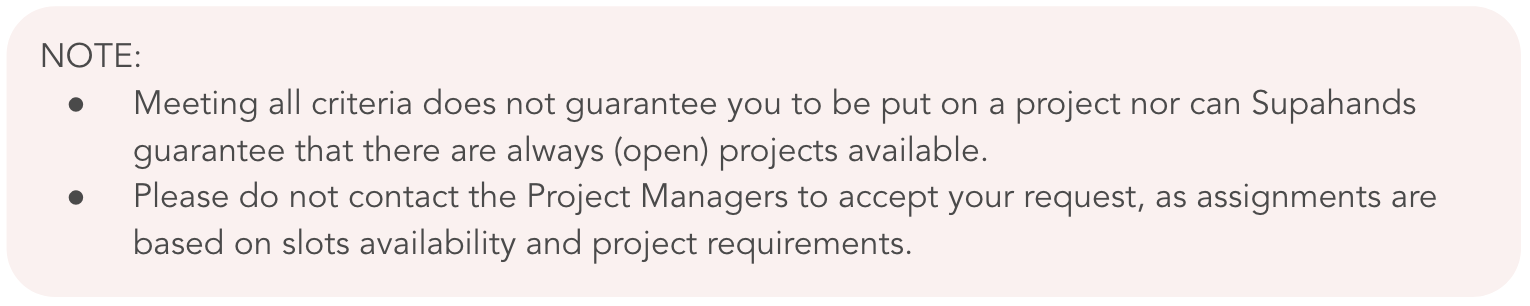 NOTE:
● Meeting all criteria does not guarantee you to be put on a project nor can Supahands
guarantee that there are always (open) projects available.
● Please do not contact the Project Managers to accept your request, as assignments are
based on slots availability and project requirements.